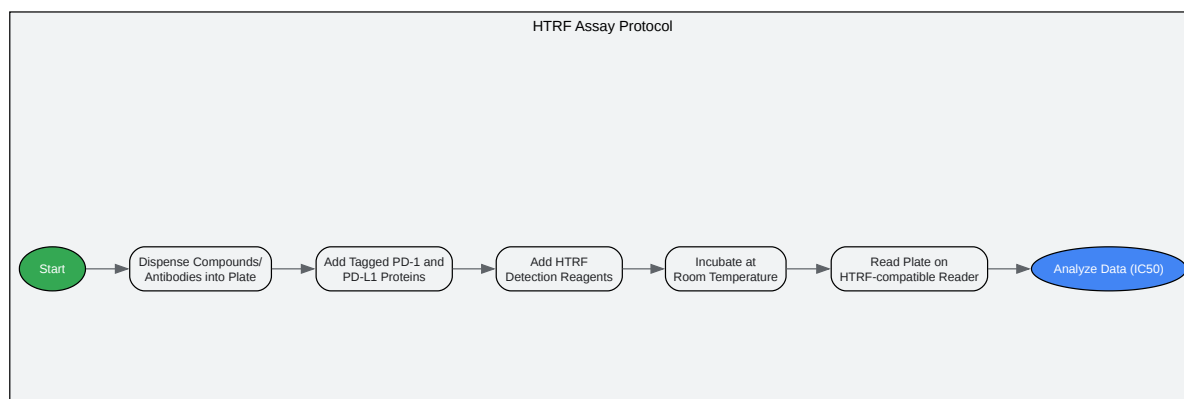 HTRF Assay Protocol
Start
Dispense Compounds/
Antibodies into Plate
Add Tagged PD-1 and
PD-L1 Proteins
Add HTRF
Detection Reagents
Incubate at
Room Temperature
Read Plate on
HTRF-compatible Reader
Analyze Data (IC50)